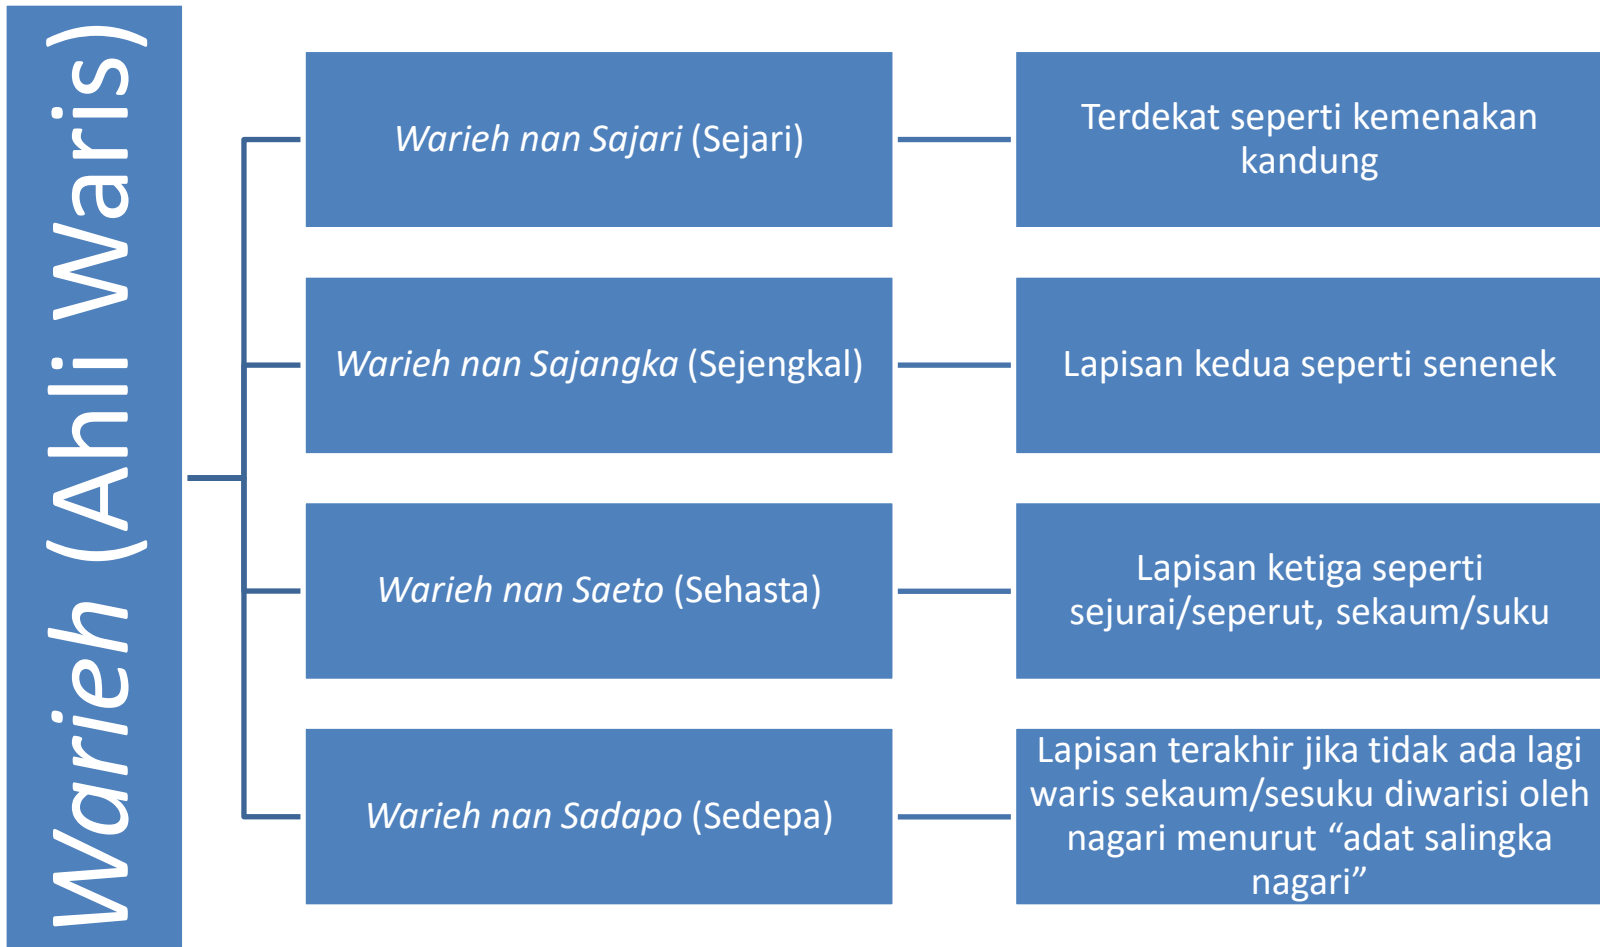 Warieh (Ahli Waris)
Warieh nan Sajari (Sejari)
Terdekat seperti kemenakan
kandung
Warieh nan Sajangka (Sejengkal)
Lapisan kedua seperti senenek
Warieh nan Saeto (Sehasta)
Lapisan ketiga seperti
sejurai/seperut, sekaum/suku
Warieh nan Sadapo (Sedepa)
Lapisan terakhir jika tidak ada lagi
waris sekaum/sesuku diwarisi oleh
nagari menurut “adat salingka
nagari”